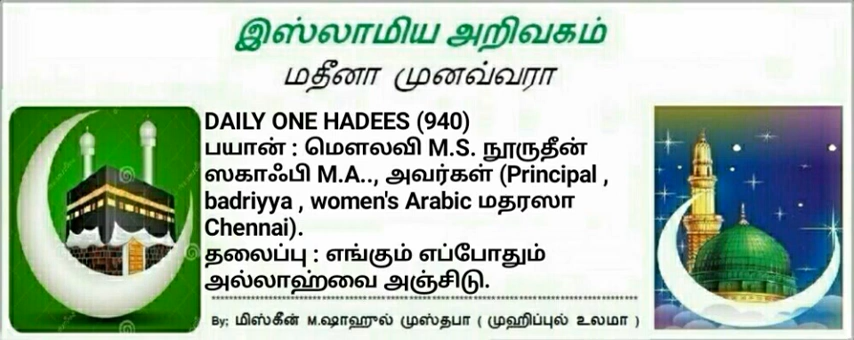 இஸ்லாமிய அறிவகம்
மதீனா முனவ்வரா
DAILY ONE HADEES (940)
பயான் : மௌலவி M.S. நூருதீன்
ஸகாஃபி M.A.., அவர்கள் (Principal ,
badriyya , women's Arabic மதரஸா
Chennai).
தலைப்பு : எங்கும் எப்போதும்
அல்லாஹ்வை அஞ்சிடு.
By; மிஸ்கீன் M.ஷாஹுல் முஸ்தபா ( முஹிப்புல் உலமா )